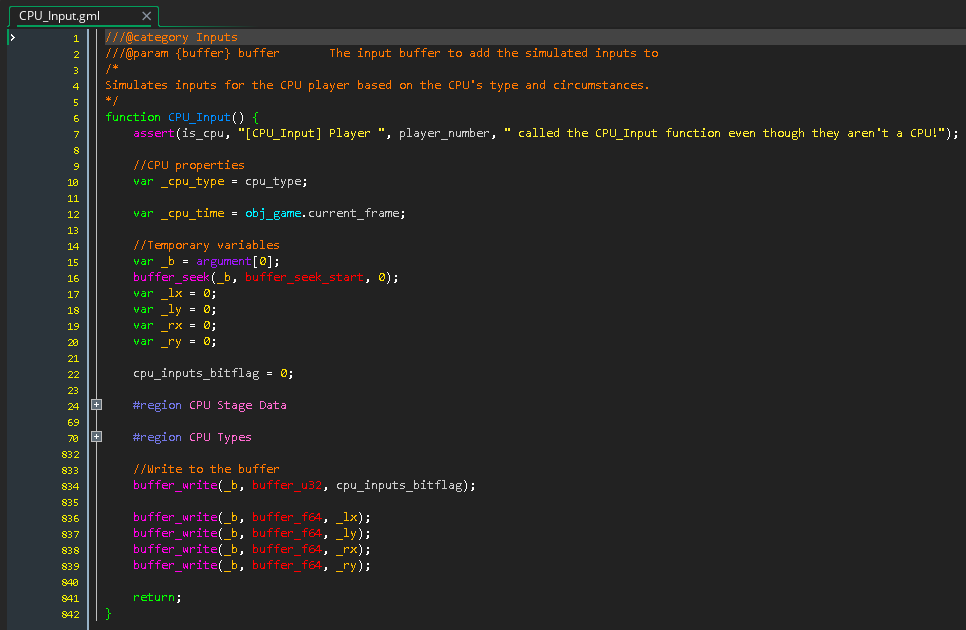 CPU_Input.gml ×
1 ///@category Inputs
2 ///@param {buffer} buffer The input buffer to add the simulated inputs to
3 /*
4 Simulates inputs for the CPU player based on the CPU's type and circumstances.
5 */
6 function CPU_Input() {
7 assert(is_cpu, "[CPU_Input] Player ", player_number, " called the CPU_Input function even though they aren't a CPU!");
8
9 //CPU properties
10 var _cpu_type = cpu_type;
11
12 var _cpu_time = obj_game.current_frame;
13
14 //Temporary variables
15 var _b = argument[0];
16 buffer_seek(_b, buffer_seek_start, 0);
17 var _lx = 0;
18 var _ly = 0;
19 var _rx = 0;
20 var _ry = 0;
21
22 cpu_inputs_bitflag = 0;
23
24 #region CPU Stage Data
69
70 #region CPU Types
832
833 //Write to the buffer
834 buffer_write(_b, buffer_u32, cpu_inputs_bitflag);
835
836 buffer_write(_b, buffer_f64, _lx);
837 buffer_write(_b, buffer_f64, _ly);
838 buffer_write(_b, buffer_f64, _rx);
839 buffer_write(_b, buffer_f64, _ry);
840
841 return;
842 }